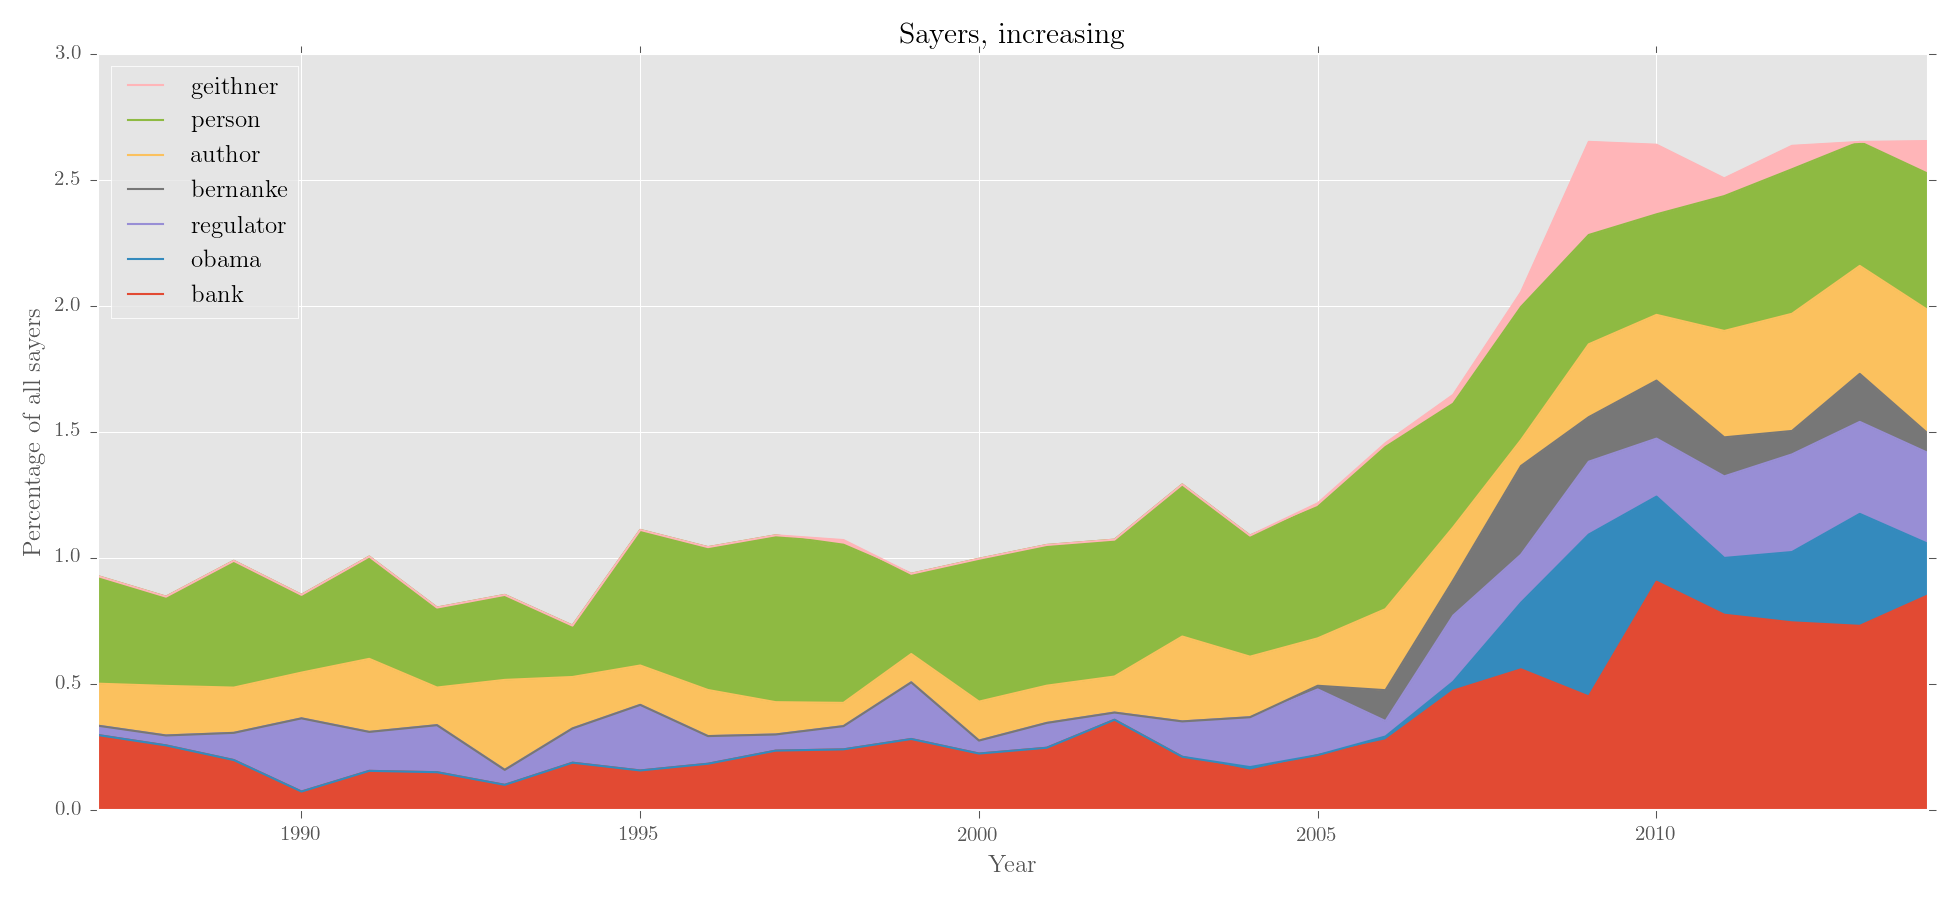 Sayers, increasing
3.0
2.5
2.0
1.5
1.0
0.5
0.0
Percentage of all sayers
geithner
person
author
bernanke
regulator
obama
bank
1990
1995
2000
2005
2010
Year